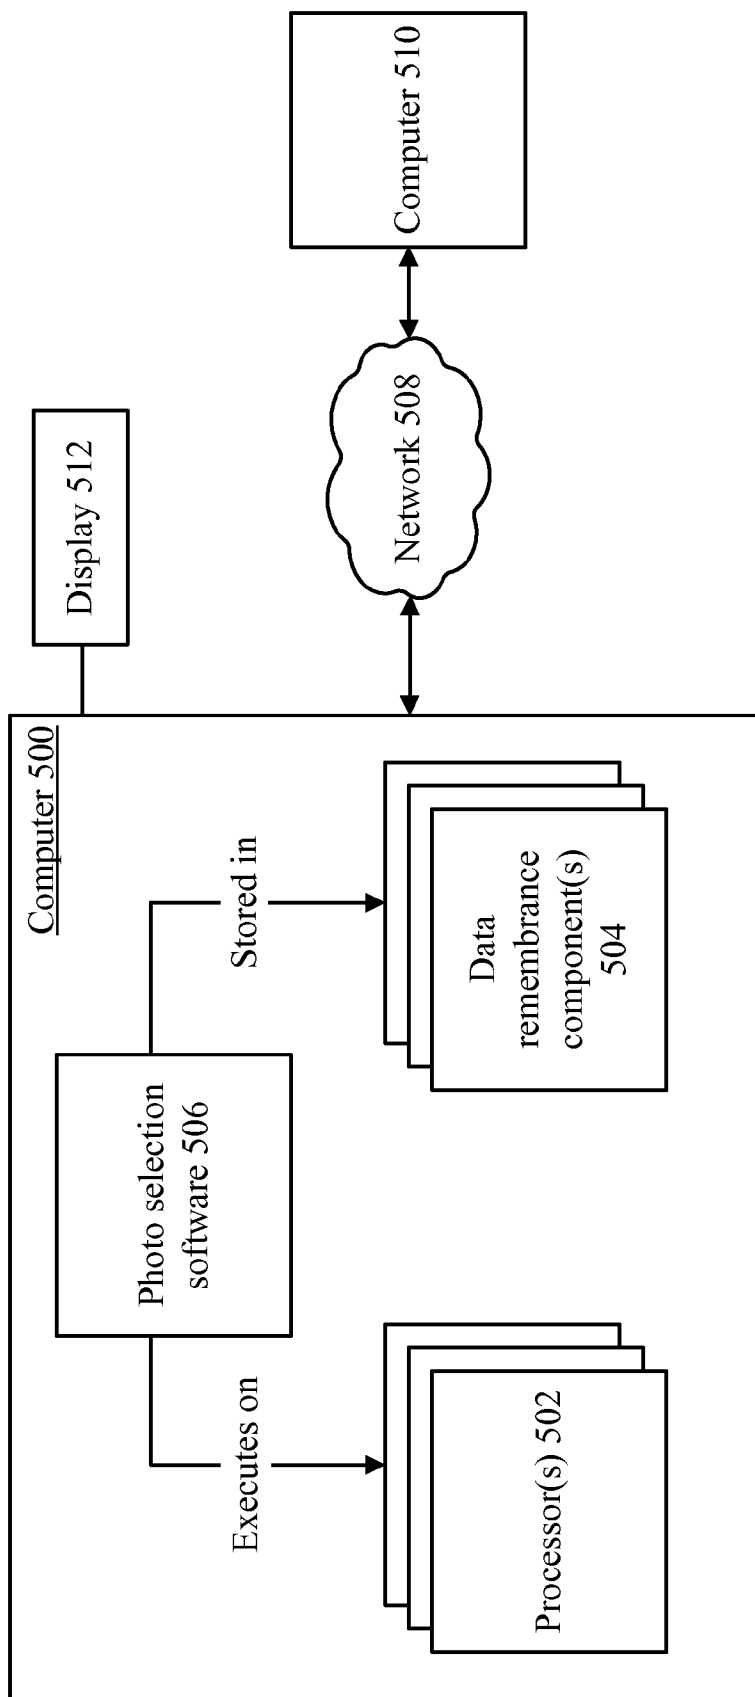 Computer 500
Photo selection
software 506
Executes on
Stored in
Processor(s) 502
Data
remembrance
component(s)
504
Display 512
Network 508
Computer 510